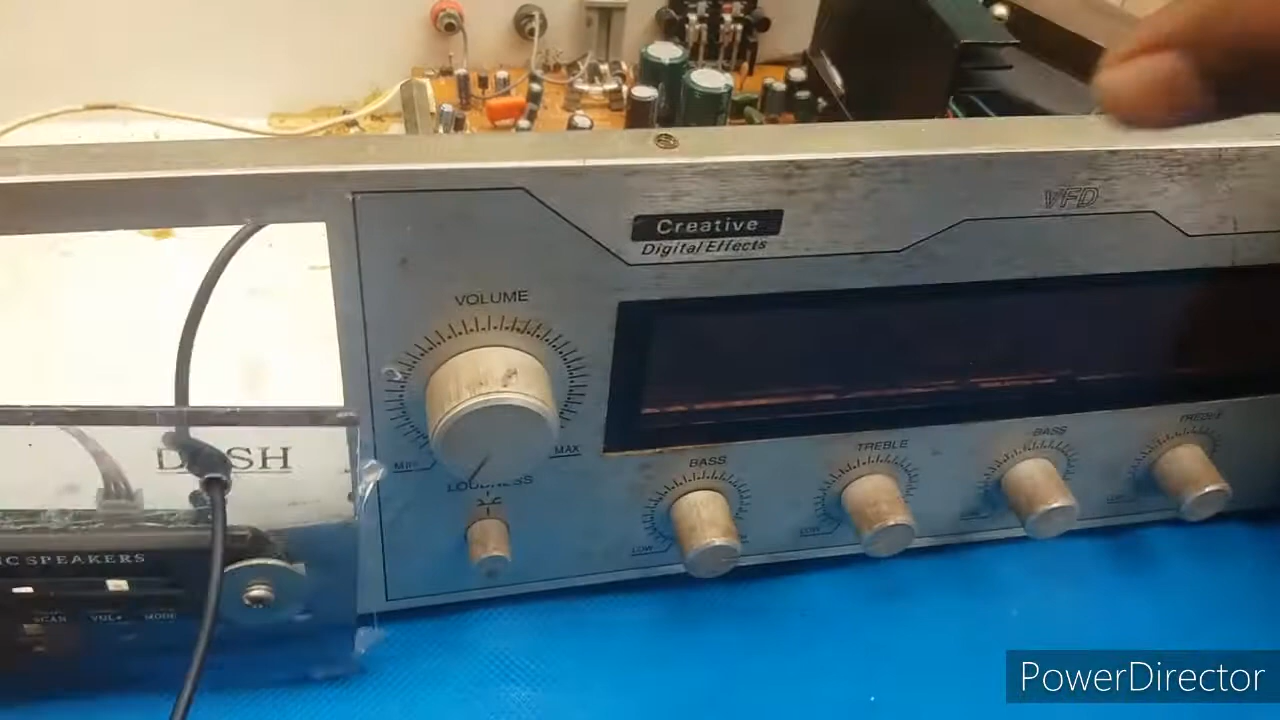 VFD
Creative
Digital Effects
VOLUME
MIN
MAX
LOUDNESS
BASS
LOW
TREBLE
LOW
BASS
TREBLE
DASH
IC SPEAKERS
SCAN
VOL+
MODE
PowerDirector